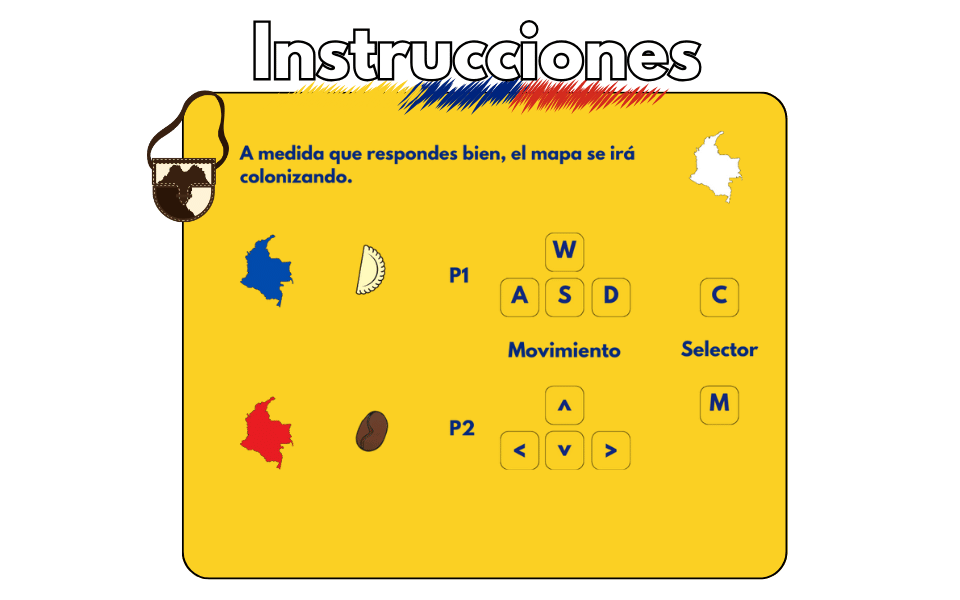 Instrucciones
A medida que respondes bien, el mapa se irá
colonizando.
P1
W
A S D
C
Movimiento
Selector
P2
^
< v >
M